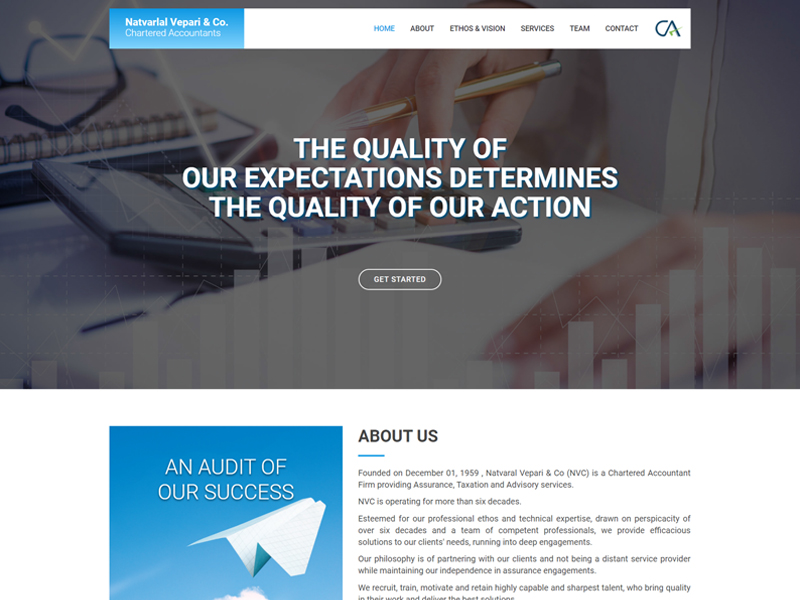 Natvarlal Vepari & Co.
Chartered Accountants
HOME ABOUT ETHOS & VISION SERVICES TEAM CONTACT CA
THE QUALITY OF
OUR EXPECTATIONS DETERMINES
THE QUALITY OF OUR ACTION
GET STARTED
AN AUDIT OF
OUR SUCCESS
ABOUT US
Founded on December 01, 1959 , Natvaral Vepari & Co (NVC) is a Chartered Accountant
Firm providing Assurance, Taxation and Advisory services.
NVC is operating for more than six decades.
Esteemed for our professional ethos and technical expertise, drawn on perspicacity of
over six decades and a team of competent professionals, we provide efficacious
solutions to our clients' needs, running into deep engagements.
Our philosophy is of partnering with our clients and not being a distant service provider
while maintaining our independence in assurance engagements.
We recruit, train, motivate and retain highly capable and sharpest talent, who bring quality
in their work and deliver the best solutions.